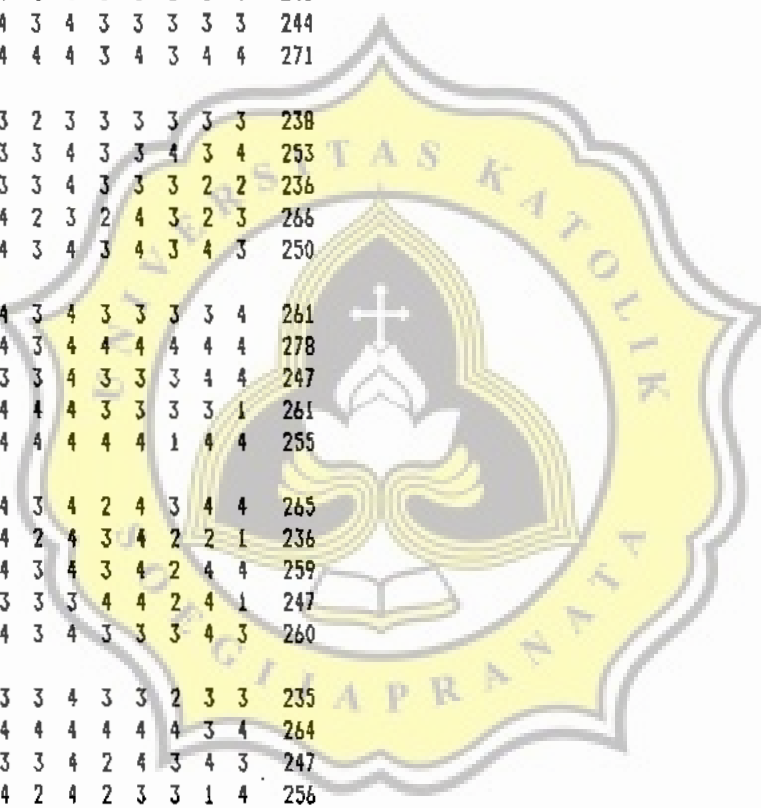 4 3 4 3 3 3 3 3 244
4 4 4 3 4 3 4 4 271
3 2 3 3 3 3 3 3 238
3 3 4 3 3 4 3 4 253
3 3 4 3 3 3 2 2 236
4 2 3 2 4 3 2 3 266
4 3 4 3 4 3 4 3 250
4 3 4 3 3 3 3 4 261
4 3 4 4 4 4 4 4 278
3 3 4 3 3 3 4 4 247
4 4 4 3 3 3 3 1 261
4 4 4 4 4 1 4 4 255
4 3 4 2 4 3 4 4 265
4 2 4 3 4 2 2 1 236
4 3 4 3 4 2 4 4 259
3 3 3 4 4 2 4 1 247
4 3 4 3 3 3 4 3 260
3 3 4 3 3 2 3 3 235
4 4 4 4 4 4 3 4 264
3 3 4 2 4 3 4 3 247
4 2 4 2 3 3 1 4 256
UNIVERSITAS KATOLIK
SOEGIJAPRANATA